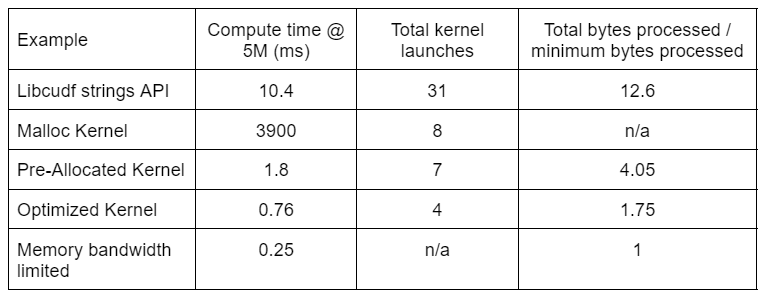 Example Compute time @ 5M (ms) Total kernel launches Total bytes processed / minimum bytes processed
Libcudf strings API 10.4 31 12.6
Malloc Kernel 3900 8 n/a
Pre-Allocated Kernel 1.8 7 4.05
Optimized Kernel 0.76 4 1.75
Memory bandwidth limited 0.25 n/a 1